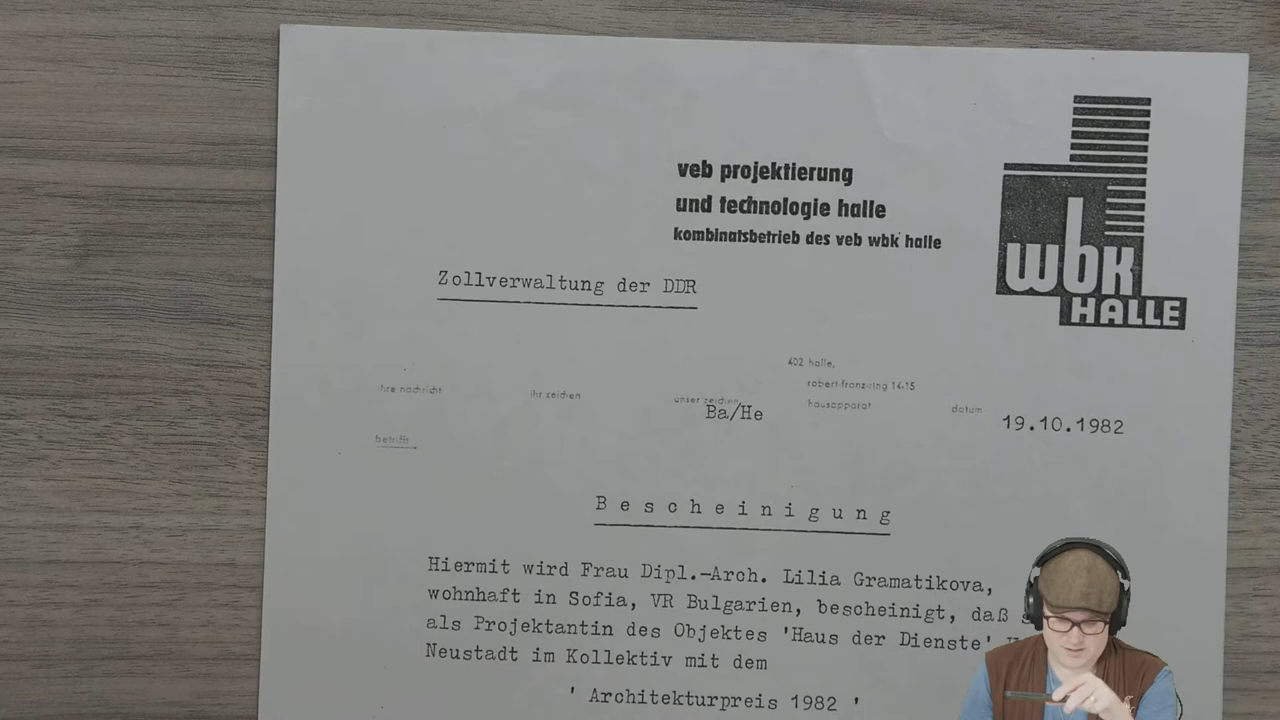 veb projektierung
und technologie halle
kombinatsbetrieb des veb wbk halle
wbk
HALLE
Zollverwaltung der DDR
402 halle,
robert-franz-ring 14-15
ihre nachricht
ihr zeichen
unser zeichen
hausapparat
datum
Ba/He
19.10.1982
betrifft
Bescheinigung
Hiermit wird Frau Dipl.-Arch. Lilia Gramatikova,
wohnhaft in Sofia, VR Bulgarien, bescheinigt, daß
als Projektantin des Objektes 'Haus der Dienste'
Neustadt im Kollektiv mit dem
' Architekturpreis 1982 '